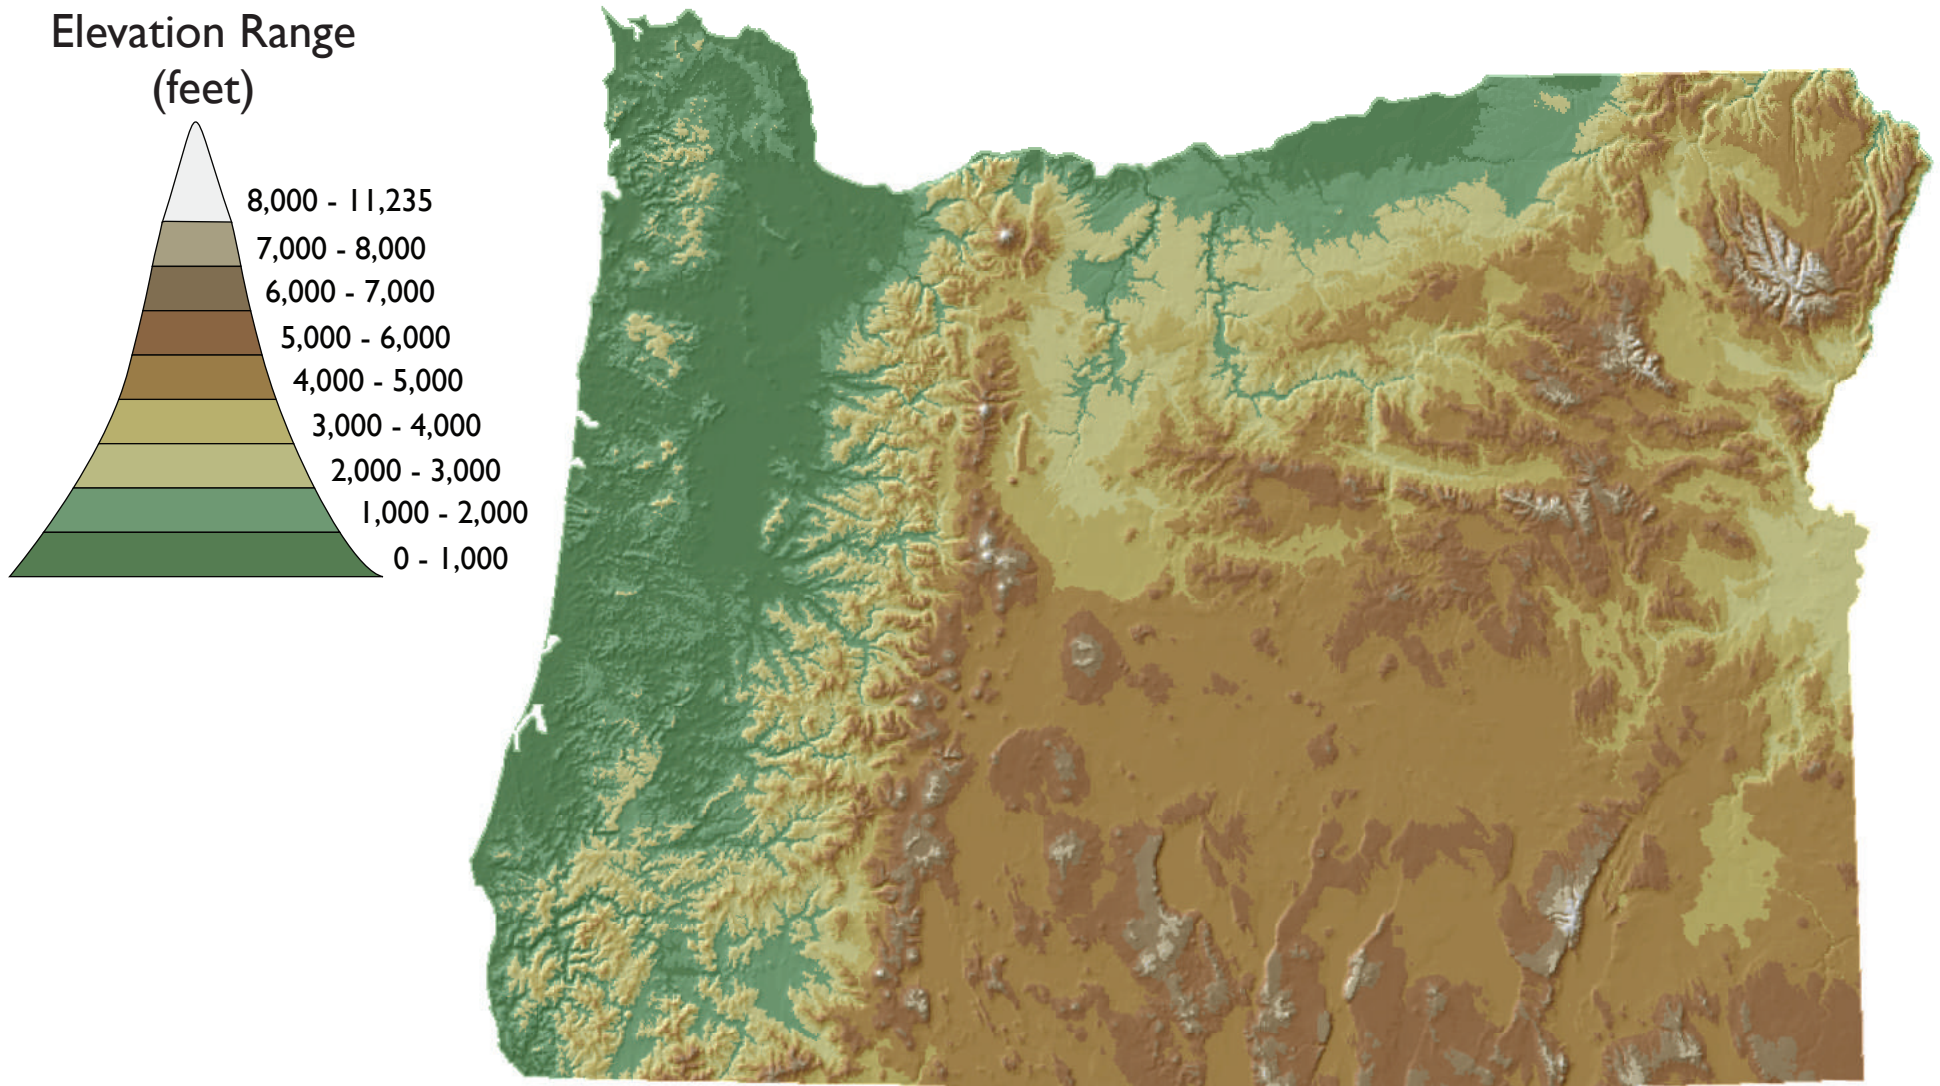 Elevation Range
(feet)
8,000 - 11,235
7,000 - 8,000
6,000 - 7,000
5,000 - 6,000
4,000 - 5,000
3,000 - 4,000
2,000 - 3,000
1,000 - 2,000
0 - 1,000